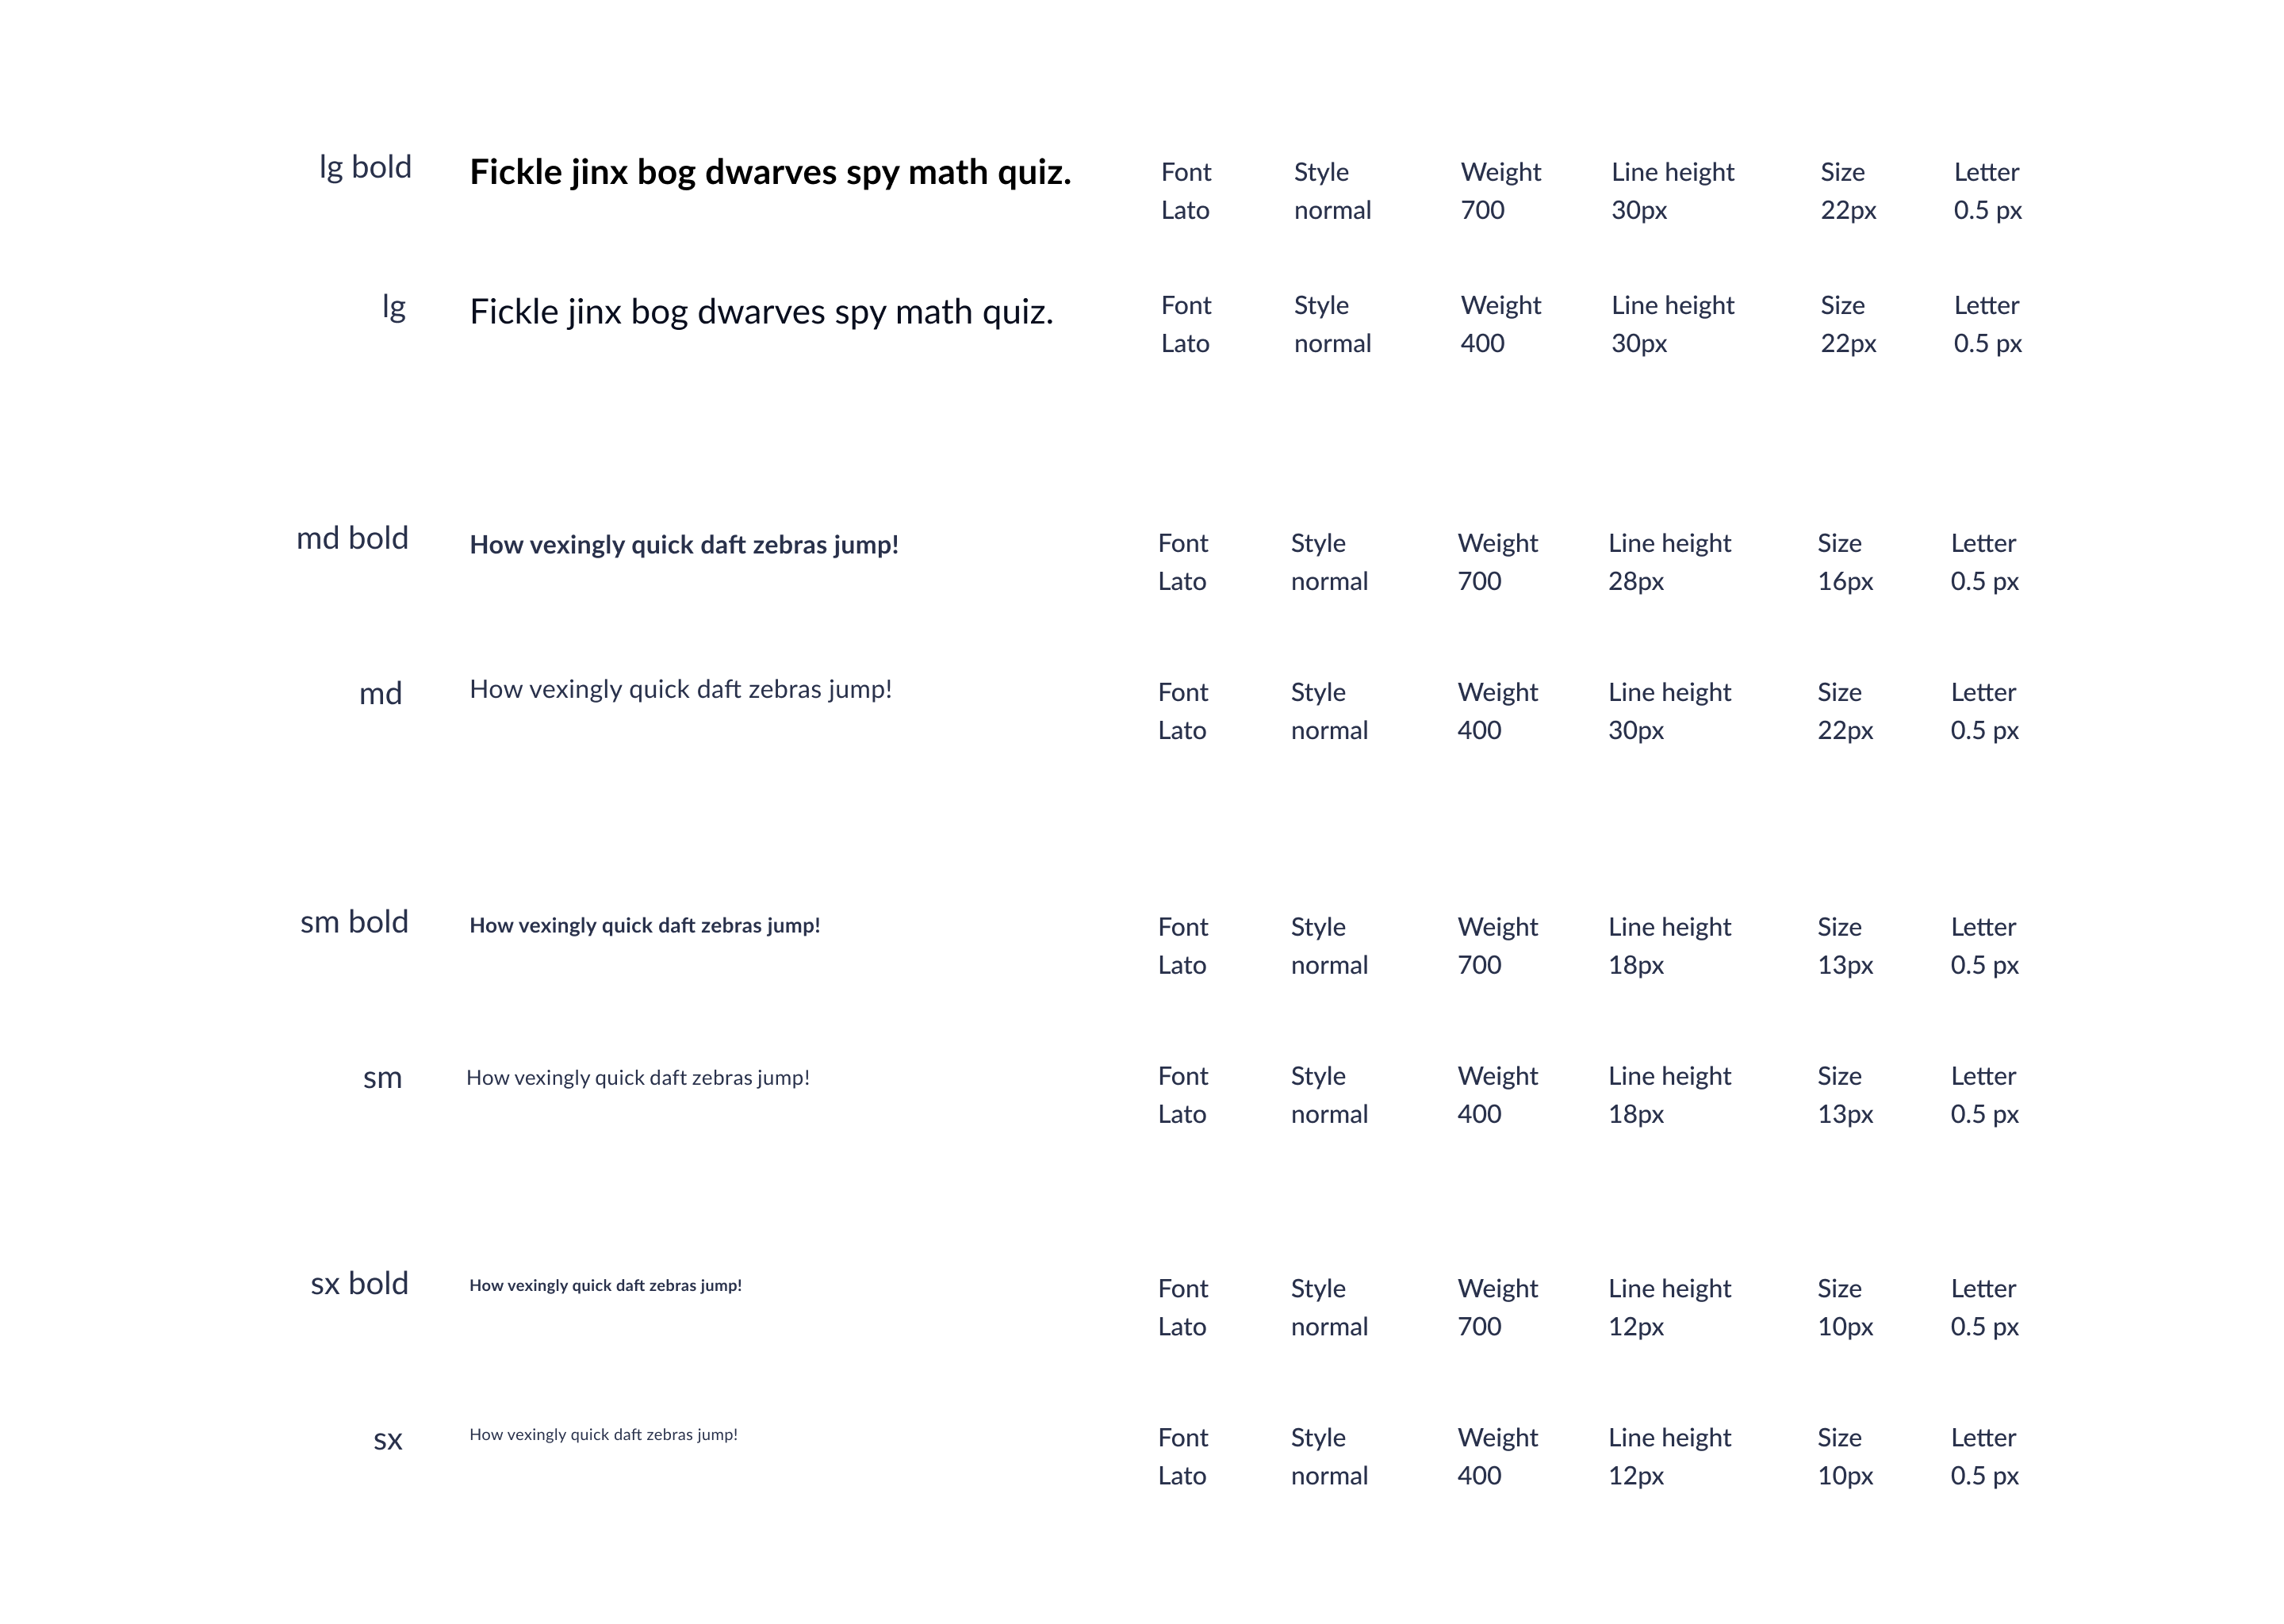 lg bold Fickle jinx bog dwarves spy math quiz. Font Style Weight Line height Size Letter
Lato normal 700 30px 22px 0.5 px
lg Fickle jinx bog dwarves spy math quiz. Font Style Weight Line height Size Letter
Lato normal 400 30px 22px 0.5 px
md bold How vexingly quick daft zebras jump! Font Style Weight Line height Size Letter
Lato normal 700 28px 16px 0.5 px
md How vexingly quick daft zebras jump! Font Style Weight Line height Size Letter
Lato normal 400 30px 22px 0.5 px
sm bold How vexingly quick daft zebras jump! Font Style Weight Line height Size Letter
Lato normal 700 18px 13px 0.5 px
sm How vexingly quick daft zebras jump! Font Style Weight Line height Size Letter
Lato normal 400 18px 13px 0.5 px
sx bold How vexingly quick daft zebras jump! Font Style Weight Line height Size Letter
Lato normal 700 12px 10px 0.5 px
sx How vexingly quick daft zebras jump! Font Style Weight Line height Size Letter
Lato normal 400 12px 10px 0.5 px